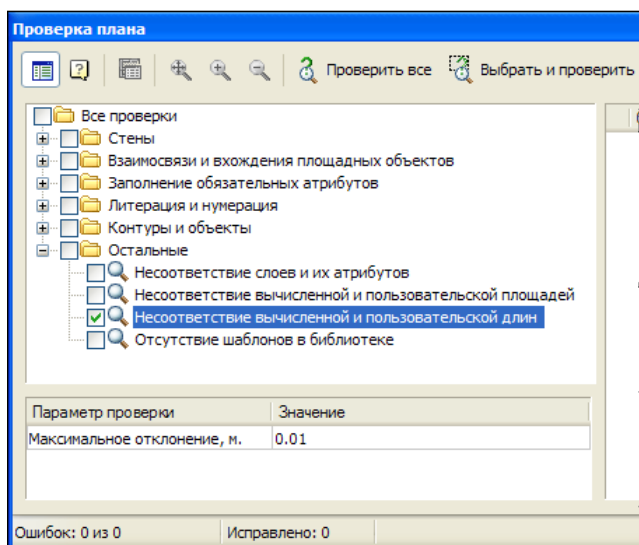 Проверка плана
Проверить все Выбрать и проверить
Все проверки
Стены
Взаимосвязи и вхождения площадных объектов
Заполнение обязательных атрибутов
Литерация и нумерация
Контуры и объекты
Остальные
Несоответствие слоев и их атрибутов
Несоответствие вычисленной и пользовательской площадей
Несоответствие вычисленной и пользовательской длин
Отсутствие шаблонов в библиотеке
Параметр проверки Значение
Максимальное отклонение, м. 0.01
Ошибок: 0 из 0 Исправлено: 0